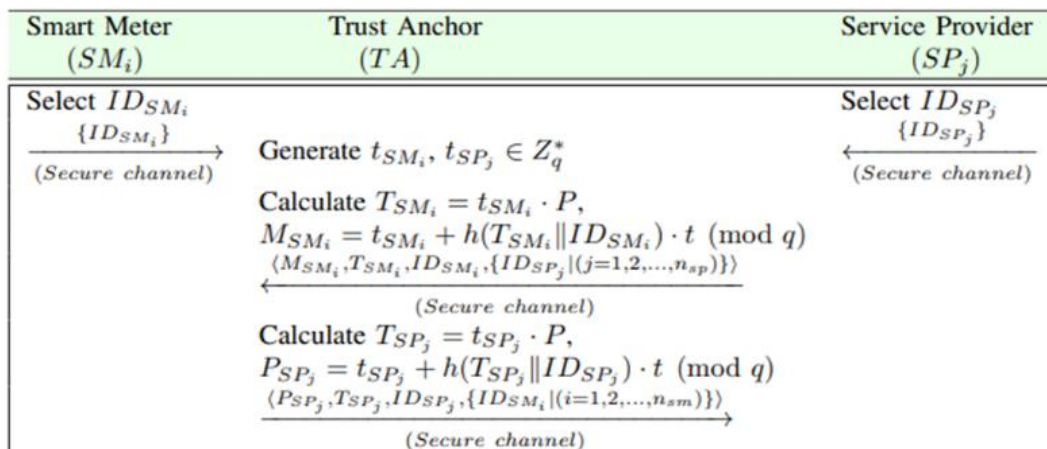 Smart Meter Trust Anchor Service Provider
(SM_i) (TA) (SP_j)
Select ID_{SM_i} Select ID_{SP_j}
{ID_{SM_i}} {ID_{SP_j}}
(Secure channel) Generate t_{SM_i}, t_{SP_j} ∈ Z_q^* (Secure channel)
Calculate T_{SM_i} = t_{SM_i} · P,
M_{SM_i} = t_{SM_i} + h(T_{SM_i}||ID_{SM_i}) · t (mod q)
⟨M_{SM_i},T_{SM_i},ID_{SM_i},{ID_{SP_j}|(j=1,2,...,n_{sp})}⟩
(Secure channel)
Calculate T_{SP_j} = t_{SP_j} · P,
P_{SP_j} = t_{SP_j} + h(T_{SP_j}||ID_{SP_j}) · t (mod q)
⟨P_{SP_j},T_{SP_j},ID_{SP_j},{ID_{SM_i}|(i=1,2,...,n_{sm})}⟩
(Secure channel)